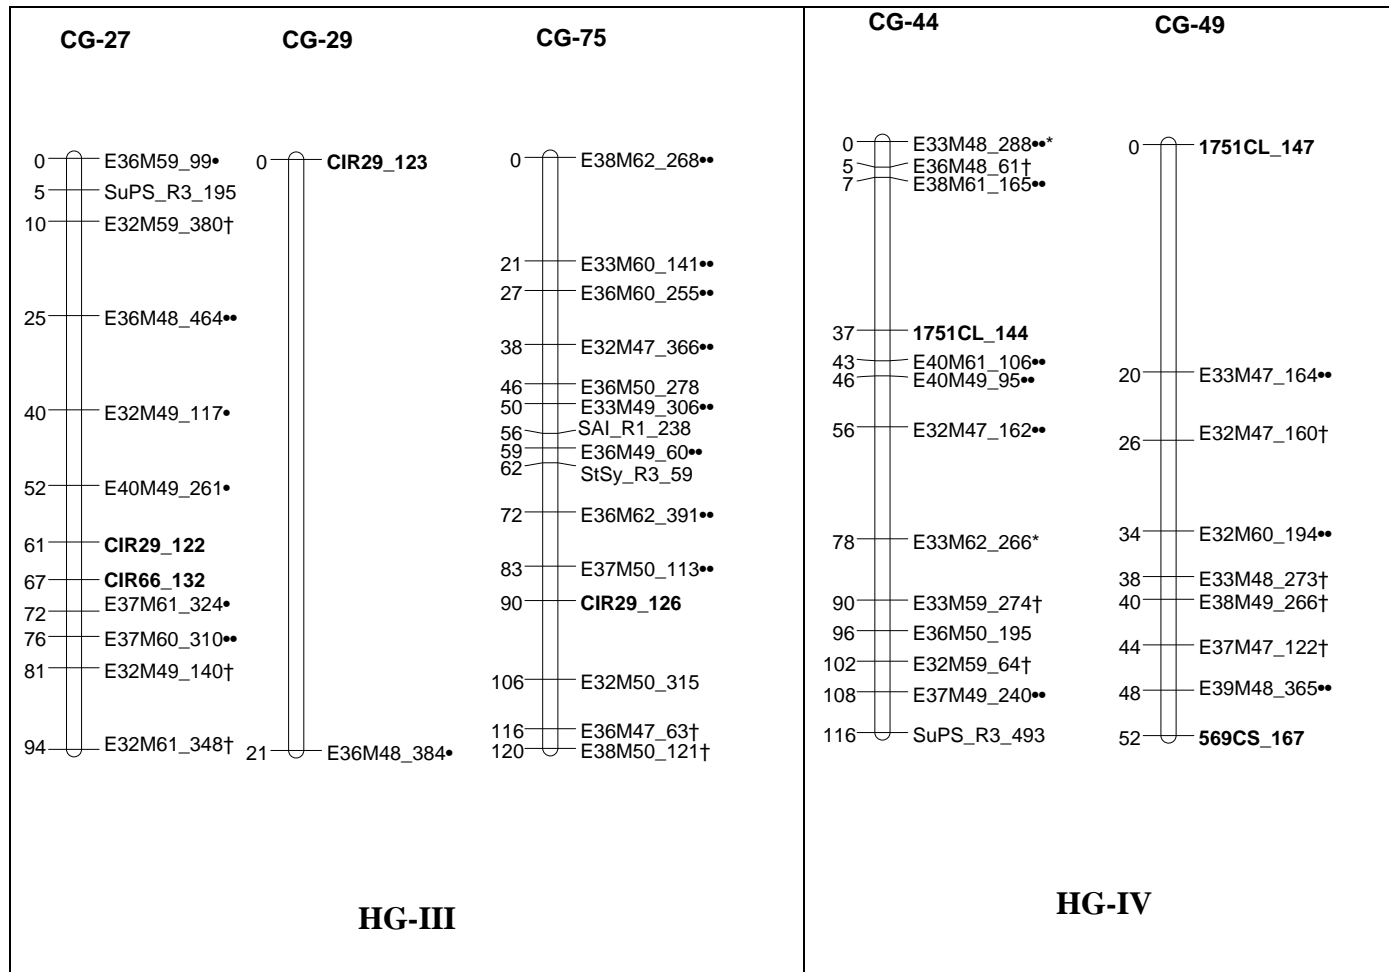 CG-27
0 E36M59_99•
5 SuPS_R3_195
10 E32M59_380†
25 E36M48_464••
40 E32M49_117•
52 E40M49_261•
61 CIR29_122
67 CIR66_132
72 E37M61_324•
76 E37M60_310••
81 E32M49_140†
94 E32M61_348†
CG-29
0 CIR29_123
21 E36M48_384•
CG-75
0 E38M62_268••
21 E33M60_141••
27 E36M60_255••
38 E32M47_366••
46 E36M50_278
50 E33M49_306••
56 SAI_R1_238
59 E36M49_60••
62 StSy_R3_59
72 E36M62_391••
83 E37M50_113••
90 CIR29_126
106 E32M50_315
116 E36M47_63†
120 E38M50_121†
HG-III
CG-44
0 E33M48_288••*
5 E36M48_61†
7 E38M61_165••
37 1751CL_144
43 E40M61_106••
46 E40M49_95••
56 E32M47_162••
78 E33M62_266*
90 E33M59_274†
96 E36M50_195
102 E32M59_64†
108 E37M49_240••
116 SuPS_R3_493
CG-49
0 1751CL_147
20 E33M47_164••
26 E32M47_160†
34 E32M60_194••
38 E33M48_273†
40 E38M49_266†
44 E37M47_122†
48 E39M48_365••
52 569CS_167
HG-IV